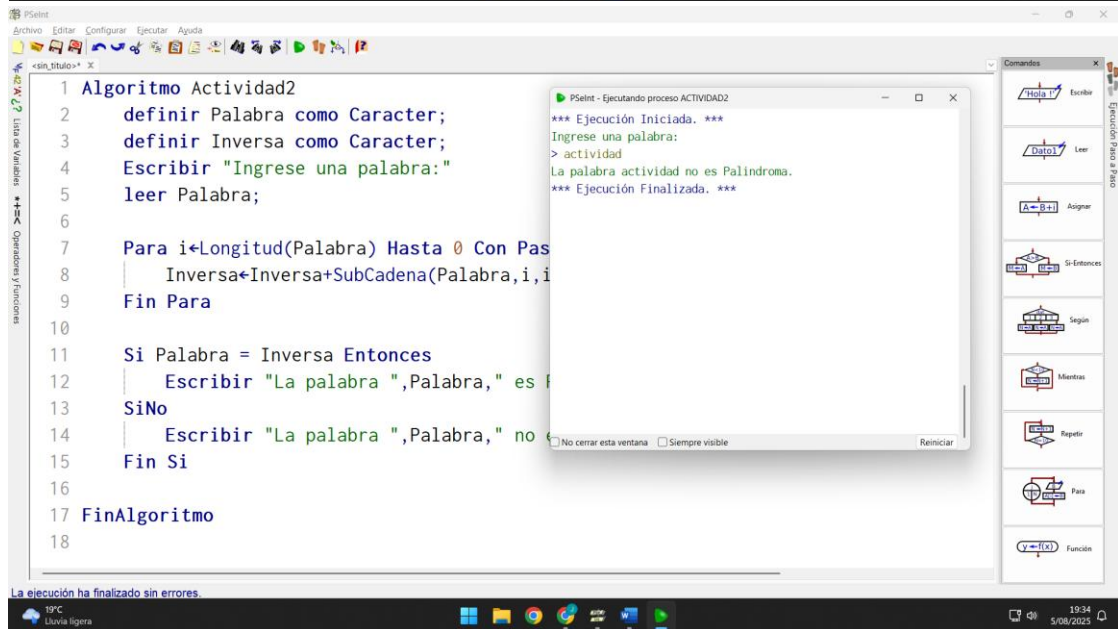 PSeInt
Archivo Editar Configurar Ejecutar Ayuda
<sin_titulo>* X
Comandos x
Lista de Variables
Operadores y Funciones
1 Algoritmo Actividad2
2 definir Palabra como Caracter;
3 definir Inversa como Caracter;
4 Escribir "Ingrese una palabra:"
5 leer Palabra;
6
7 Para i←Longitud(Palabra) Hasta 0 Con Pas
8 Inversa←Inversa+SubCadena(Palabra,i,i
9 Fin Para
10
11 Si Palabra = Inversa Entonces
12 Escribir "La palabra ",Palabra," es
13 SiNo
14 Escribir "La palabra ",Palabra," no
15 Fin Si
16
17 FinAlgoritmo
18
PSeInt - Ejecutando proceso ACTIVIDAD2
*** Ejecución Iniciada. ***
Ingrese una palabra:
> actividad
La palabra actividad no es Palindroma.
*** Ejecución Finalizada. ***
No cerrar esta ventana Siempre visible Reiniciar
'Hola !' Escribir
Dato1 Leer
A←B+i Asignar
Si-Entonces
Según
Mientras
Repetir
Para
y←f(x) Función
Ejecución Paso a Paso
La ejecución ha finalizado sin errores.
19°C
Lluvia ligera
19:34
5/08/2025